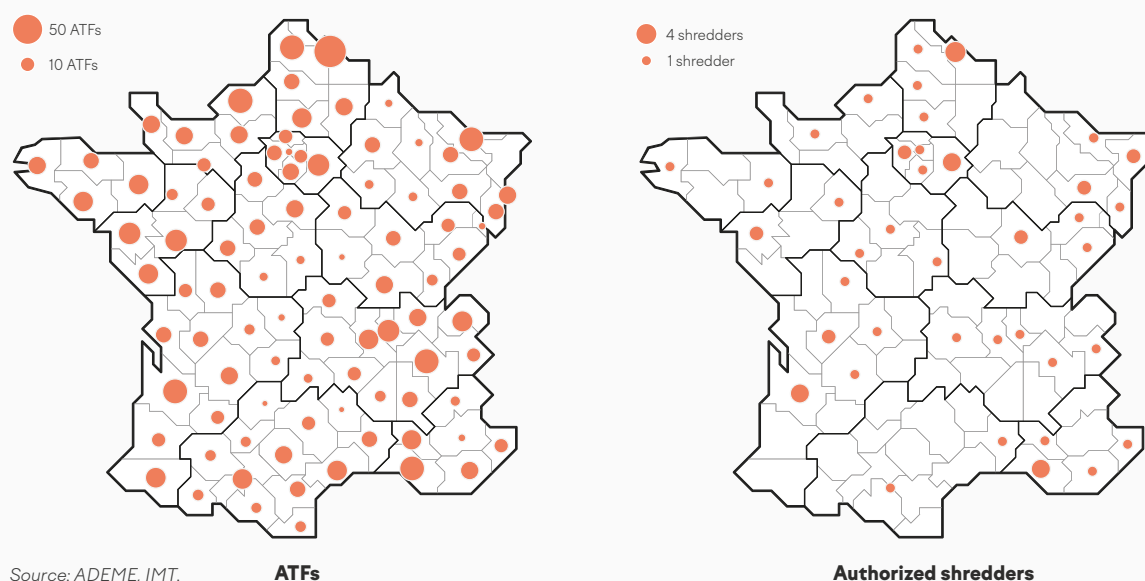 50 ATFs
10 ATFs
4 shredders
1 shredder
Source: ADEME, IMT.
ATFs
Authorized shredders